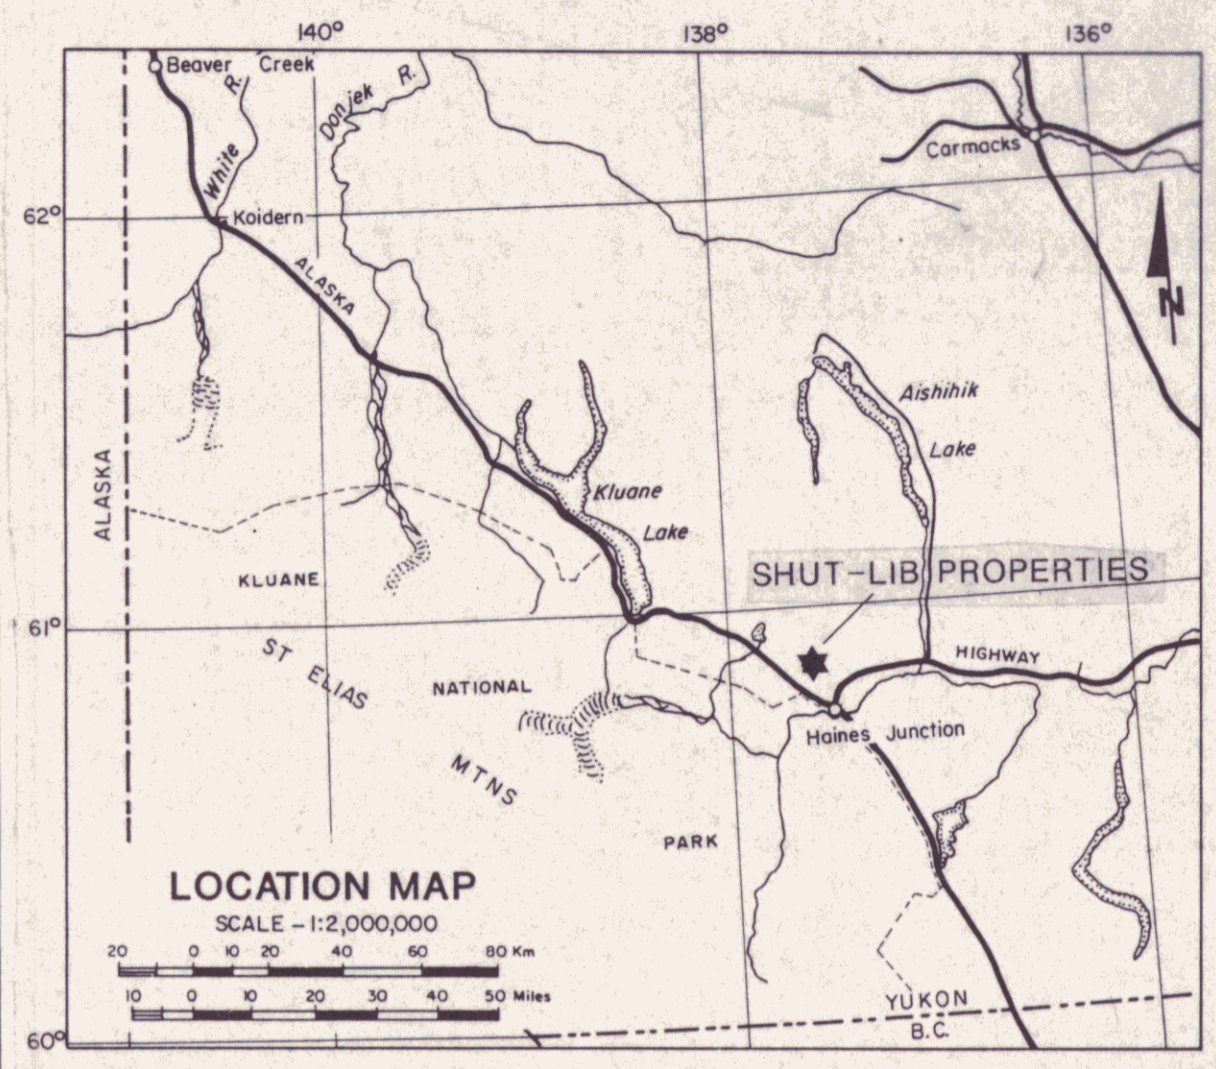 140° 138° 136°
Beaver Creek
White R.
Donjek R.
Carmacks
62°
Koidern
ALASKA
N
Aishihik
Lake
ALASKA
Kluane
Lake
SHUT-LIB PROPERTIES
KLUANE
61°
ST ELIAS
HIGHWAY
NATIONAL
Haines Junction
MTNS
PARK
LOCATION MAP
SCALE - 1:2,000,000
20 0 10 20 40 60 80 Km
10 0 10 20 30 40 50 Miles
YUKON
B.C.
60°